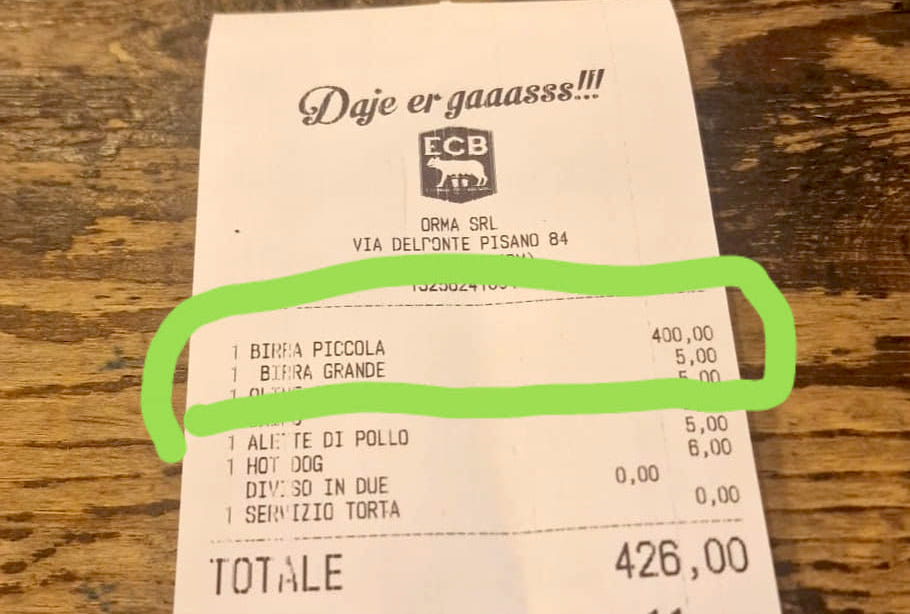 Daje er gaaasss!!!
ECB
ORMA SRL
VIA DELPONTE PISANO 84
1 BIRRA PICCOLA 400,00
1 BIRRA GRANDE 5,00
1 5,00
1 ALETTE DI POLLO 5,00
1 HOT DOG 6,00
DIVISO IN DUE 0,00
1 SERVIZIO TORTA 0,00
TOTALE 426,00